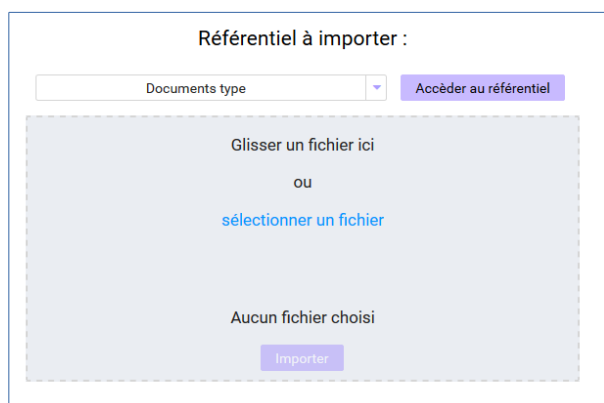 Référentiel à importer :
Documents type
Accèder au référentiel
Glisser un fichier ici
ou
sélectionner un fichier
Aucun fichier choisi
Importer